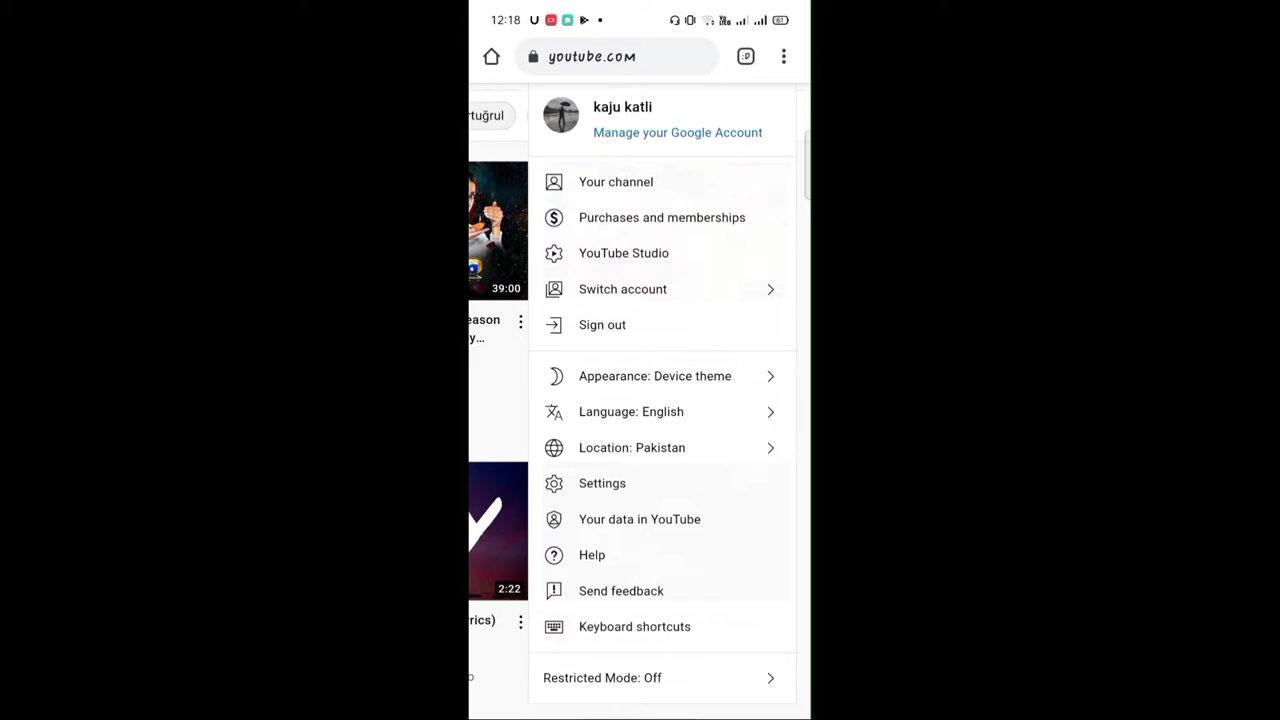 12:18
61
youtube.com
:D
rtuğrul
kaju katli
Manage your Google Account
Your channel
Purchases and memberships
YouTube Studio
39:00
Switch account
eason
y...
Sign out
Appearance: Device theme
Language: English
Location: Pakistan
Settings
Your data in YouTube
Help
2:22
Send feedback
rics)
Keyboard shortcuts
Restricted Mode: Off